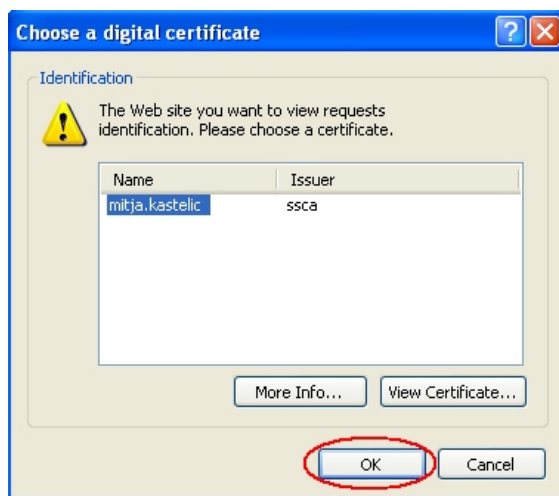 Choose a digital certificate
Identification
The Web site you want to view requests
identification. Please choose a certificate.
Name Issuer
mitja.kastelic ssca
More Info... View Certificate...
OK Cancel